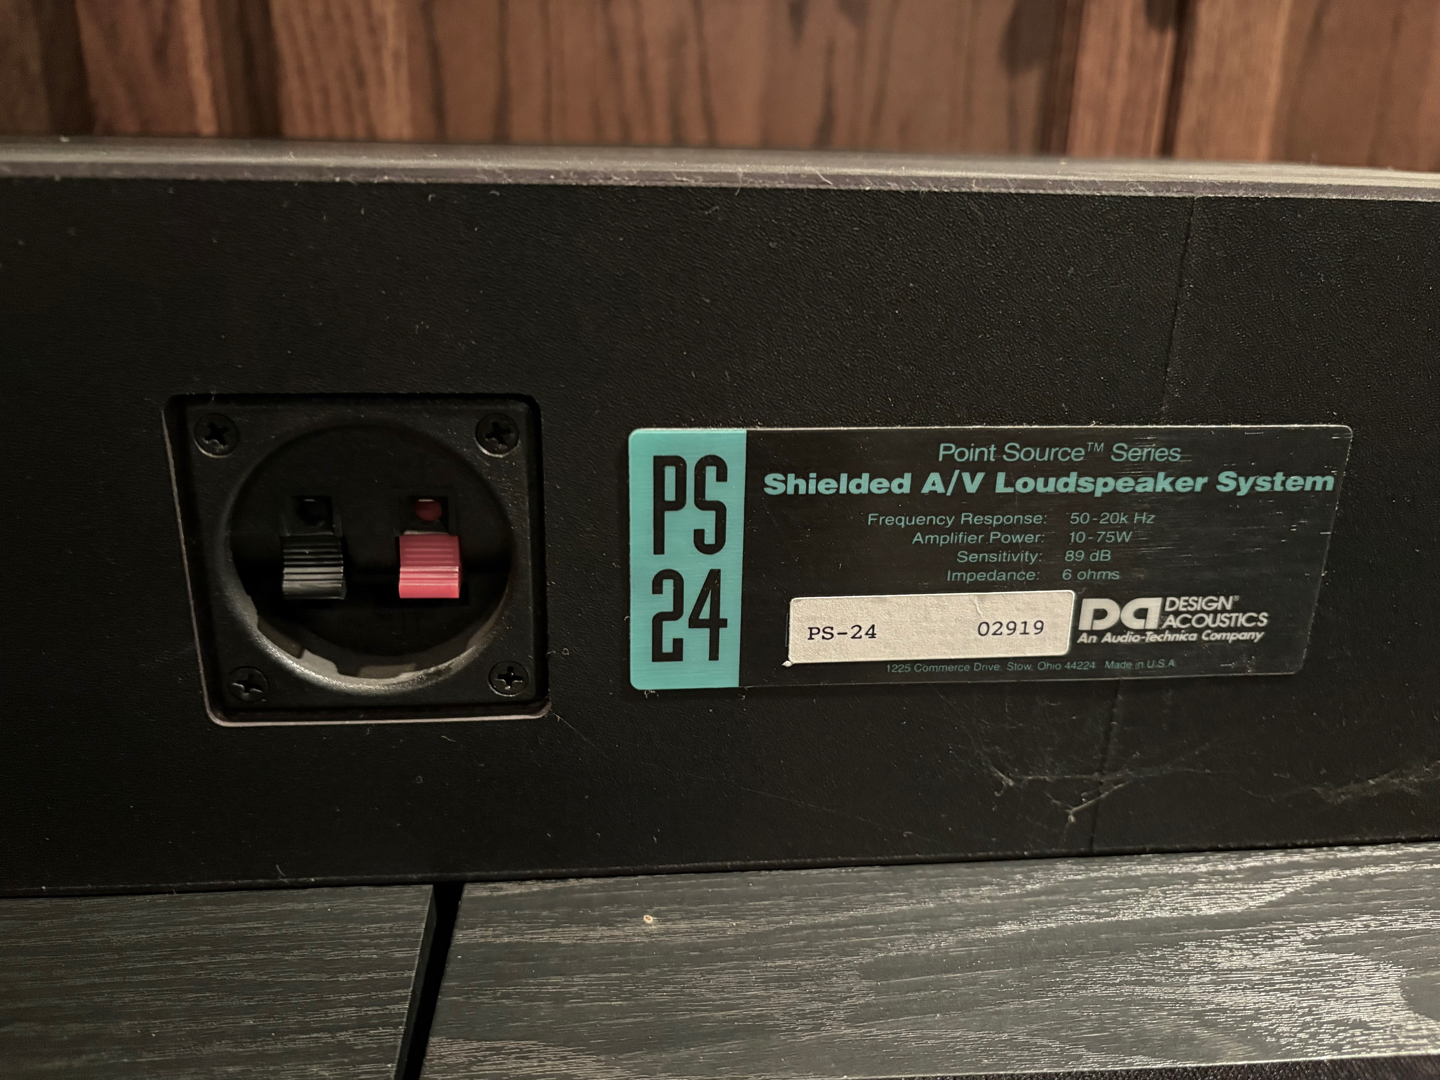 PS
24
Point Source™ Series
Shielded A/V Loudspeaker System
Frequency Response: 50-20k Hz
Amplifier Power: 10-75W
Sensitivity: 89 dB
Impedance: 6 ohms
PS-24 02919
DA DESIGN®
ACOUSTICS
An Audio-Technica Company
1225 Commerce Drive, Stow, Ohio 44224 Made in U.S.A.